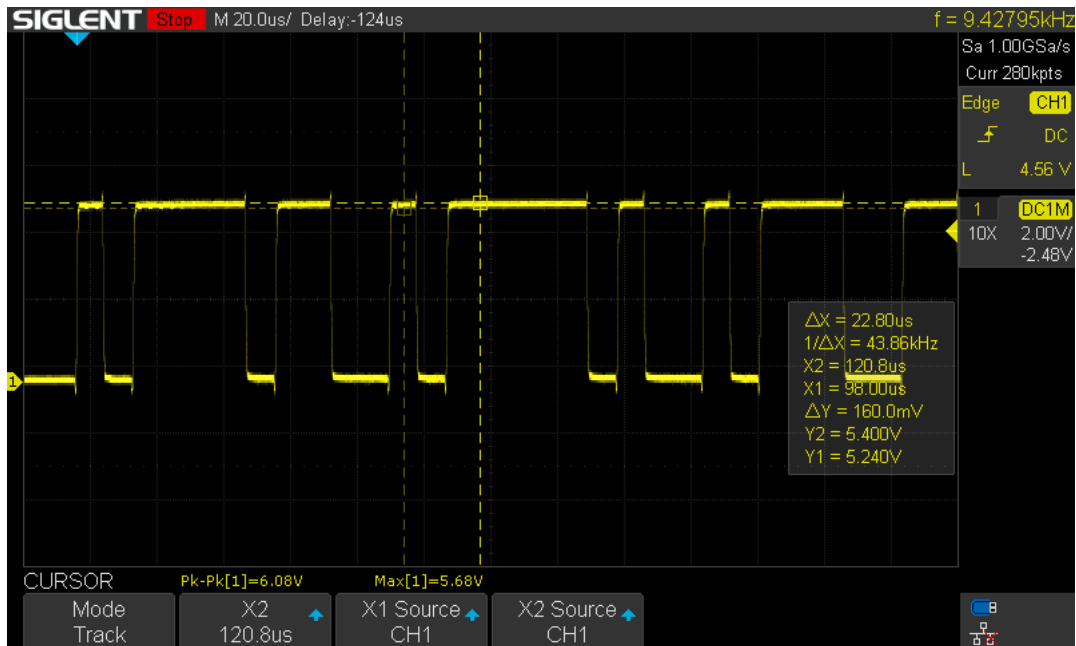 SIGLENT Stop M 20.0us/ Delay:-124us f = 9.42795kHz
Sa 1.00GSa/s
Curr 280kpts
Edge CH1
DC
L 4.56 V
1 DC1M
10X 2.00V/
-2.48V
1
△X = 22.80us
1/△X = 43.86kHz
X2 = 120.8us
X1 = 98.00us
△Y = 160.0mV
Y2 = 5.400V
Y1 = 5.240V
CURSOR Pk-Pk[1]=6.08V Max[1]=5.68V
Mode X2 X1 Source X2 Source
Track 120.8us CH1 CH1